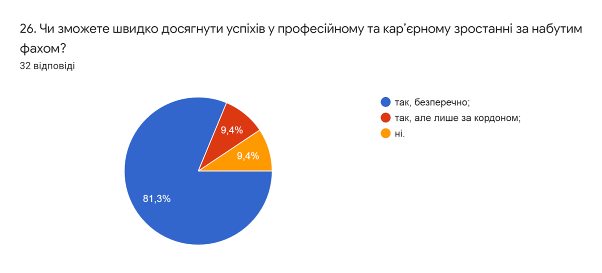 26. Чи зможете швидко досягнути успіхів у професійному та кар’єрному зростанні за набутим
фахом?
32 відповіді
так, безперечно;
так, але лише за кордоном;
ні.
9,4%
9,4%
81,3%